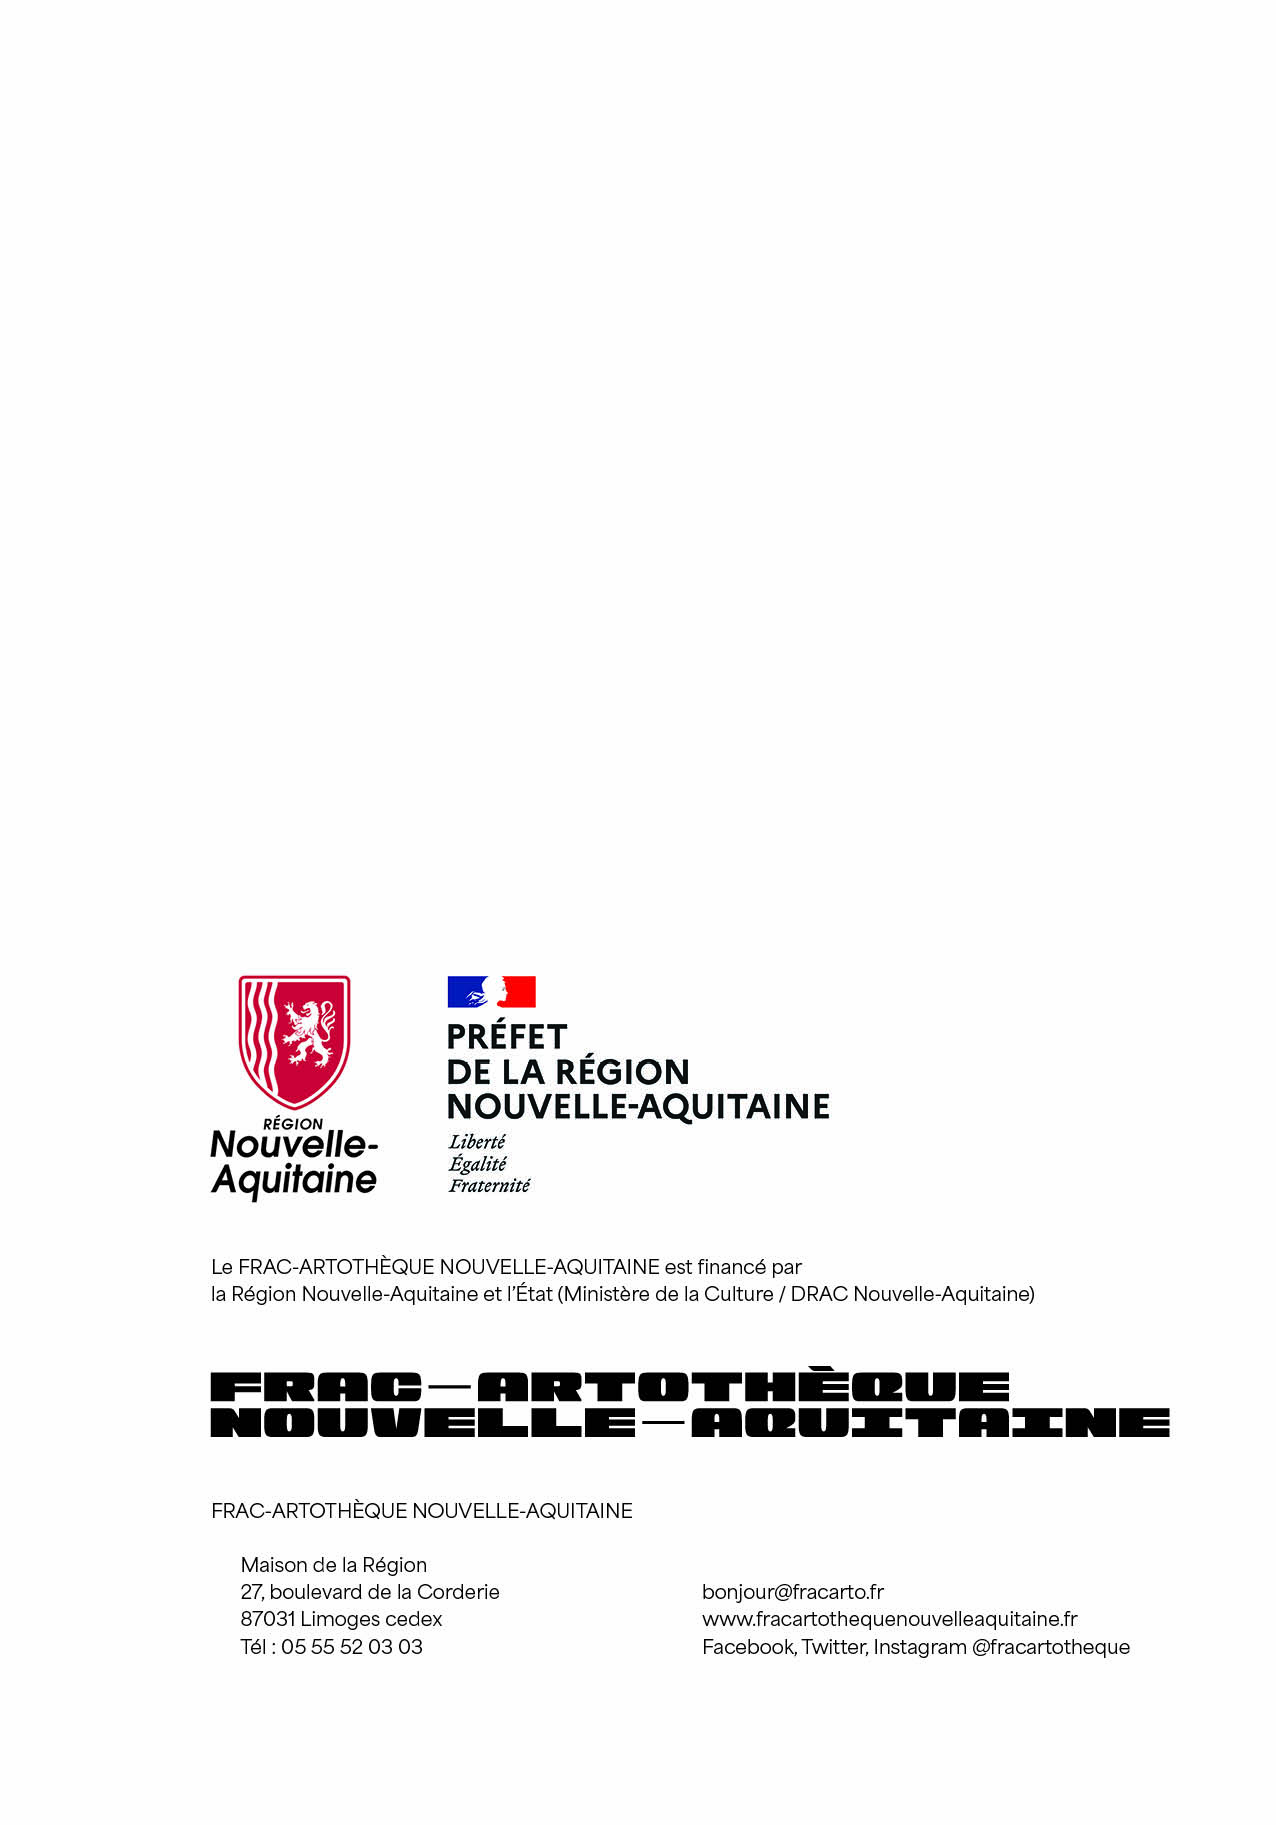 RÉGION
Nouvelle-
Aquitaine
PRÉFET
DE LA RÉGION
NOUVELLE-AQUITAINE
Liberté
Égalité
Fraternité
Le FRAC-ARTOTHÈQUE NOUVELLE-AQUITAINE est financé par
la Région Nouvelle-Aquitaine et l’État (Ministère de la Culture / DRAC Nouvelle-Aquitaine)
FRAC—ARTOTHÈQUE
NOUVELLE—AQUITAINE
FRAC-ARTOTHÈQUE NOUVELLE-AQUITAINE
Maison de la Région
27, boulevard de la Corderie
87031 Limoges cedex
Tél : 05 55 52 03 03
bonjour@fracarto.fr
www.fracartothequenouvelleaquitaine.fr
Facebook, Twitter, Instagram @fracartotheque